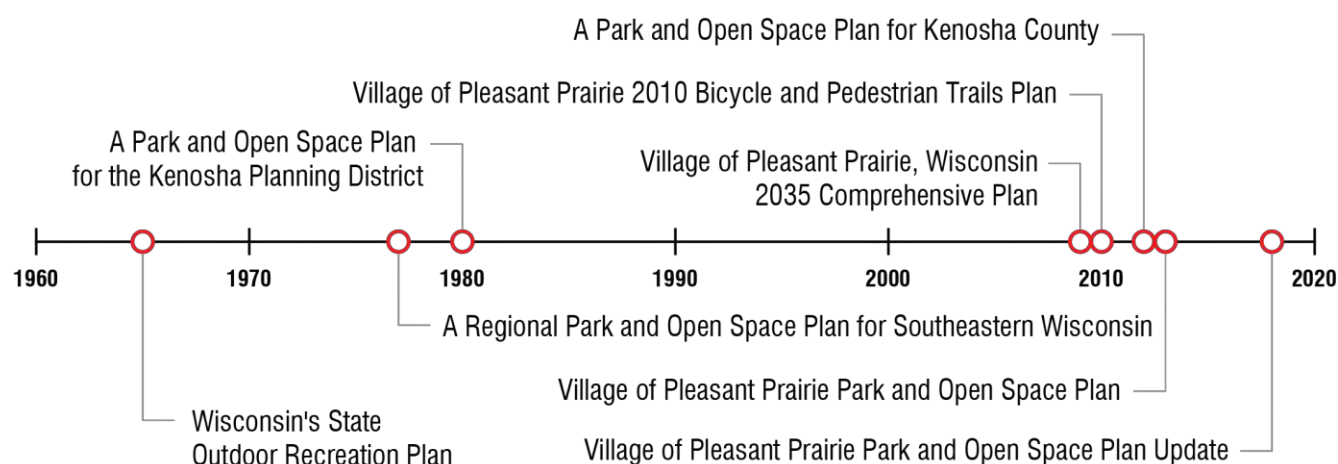 A Park and Open Space Plan for Kenosha County
Village of Pleasant Prairie 2010 Bicycle and Pedestrian Trails Plan
A Park and Open Space Plan
for the Kenosha Planning District
Village of Pleasant Prairie, Wisconsin
2035 Comprehensive Plan
1960
1970
1980
1990
2000
2010
2020
A Regional Park and Open Space Plan for Southeastern Wisconsin
Village of Pleasant Prairie Park and Open Space Plan
Wisconsin's State
Outdoor Recreation Plan
Village of Pleasant Prairie Park and Open Space Plan Update